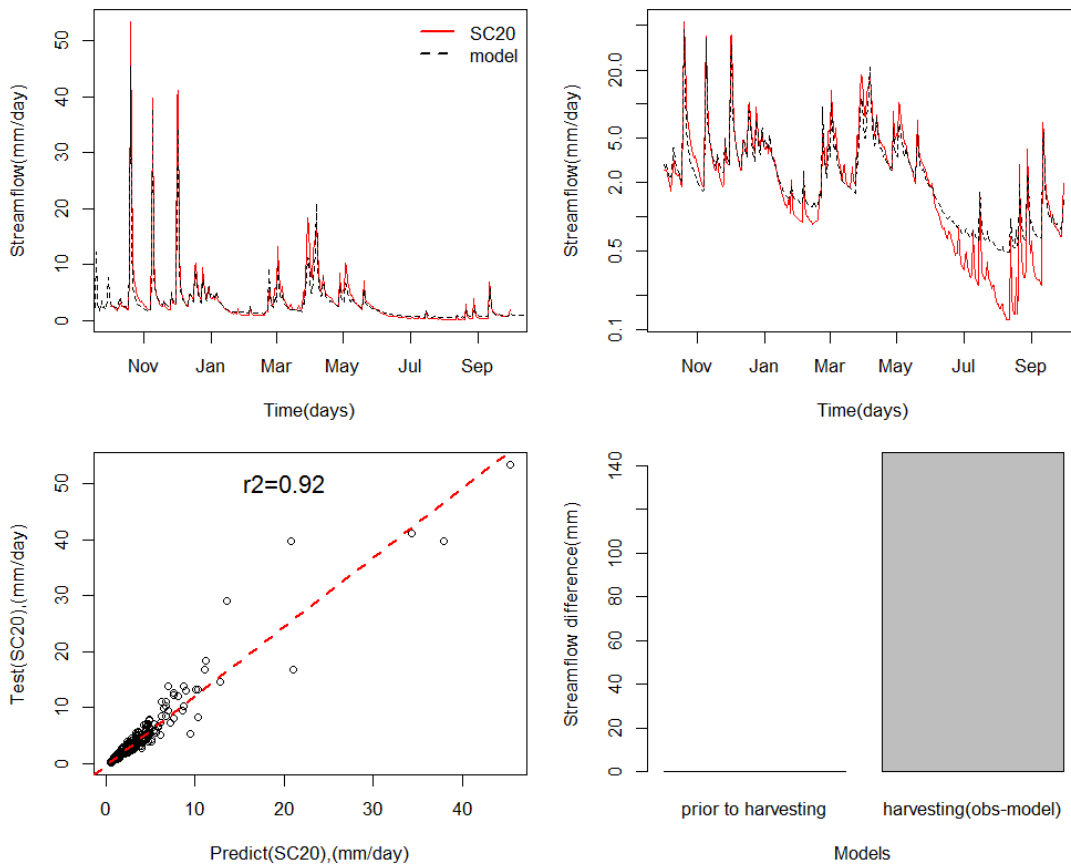 Streamflow(mm/day)
50
40
30
20
10
0
SC20
model
Nov
Jan
Mar
May
Jul
Sep
Time(days)
Streamflow(mm/day)
20.0
5.0
2.0
0.5
0.1
Nov
Jan
Mar
May
Jul
Sep
Time(days)
Test(SC20),(mm/day)
50
40
30
20
10
0
r2=0.92
0
10
20
30
40
Predict(SC20),(mm/day)
Streamflow difference(mm)
140
120
100
80
60
40
20
0
prior to harvesting
harvesting(obs-model)
Models